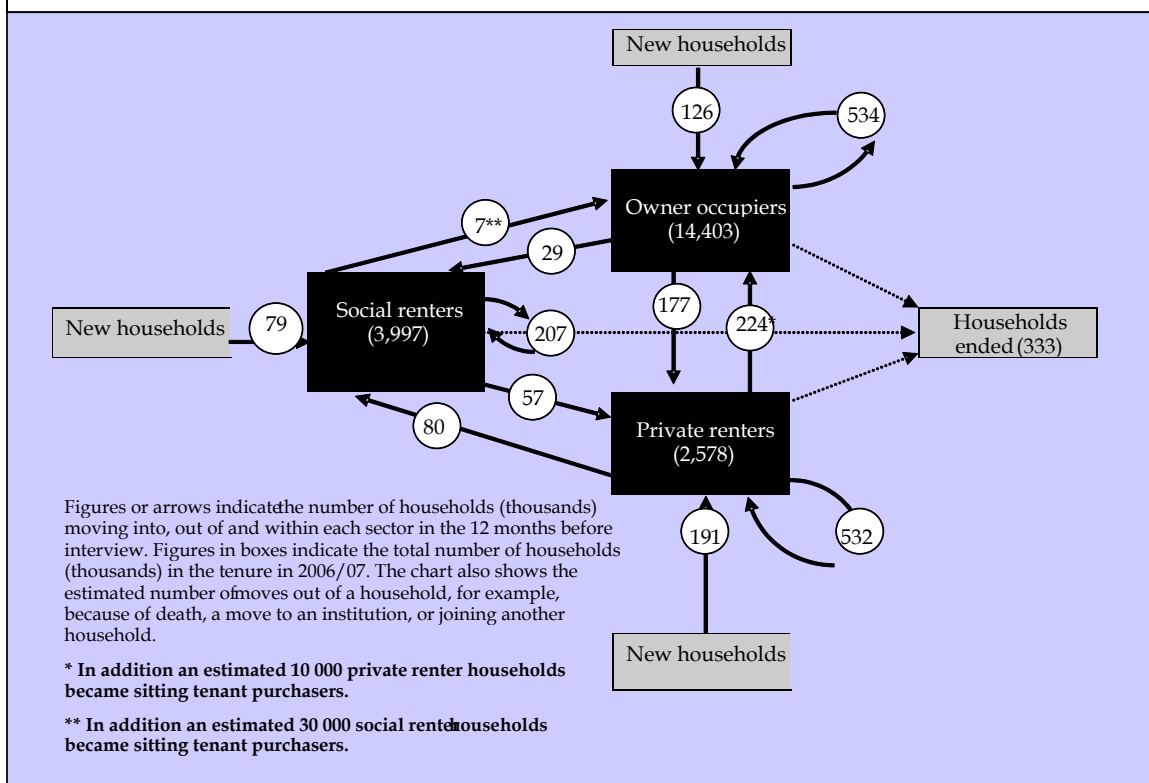 New households
126
534
Owner occupiers
(14,403)
7**
29
177
224*
New households
79
Social renters
(3,997)
207
Households
ended (333)
57
80
Private renters
(2,578)
191
532
New households
Figures or arrows indicatethe number of households (thousands)
moving into, out of and within each sector in the 12 months before
interview. Figures in boxes indicate the total number of households
(thousands) in the tenure in 2006/07. The chart also shows the
estimated number ofmoves out of a household, for example,
because of death, a move to an institution, or joining another
household.
* In addition an estimated 10 000 private renter households
became sitting tenant purchasers.
** In addition an estimated 30 000 social renterhouseholds
became sitting tenant purchasers.